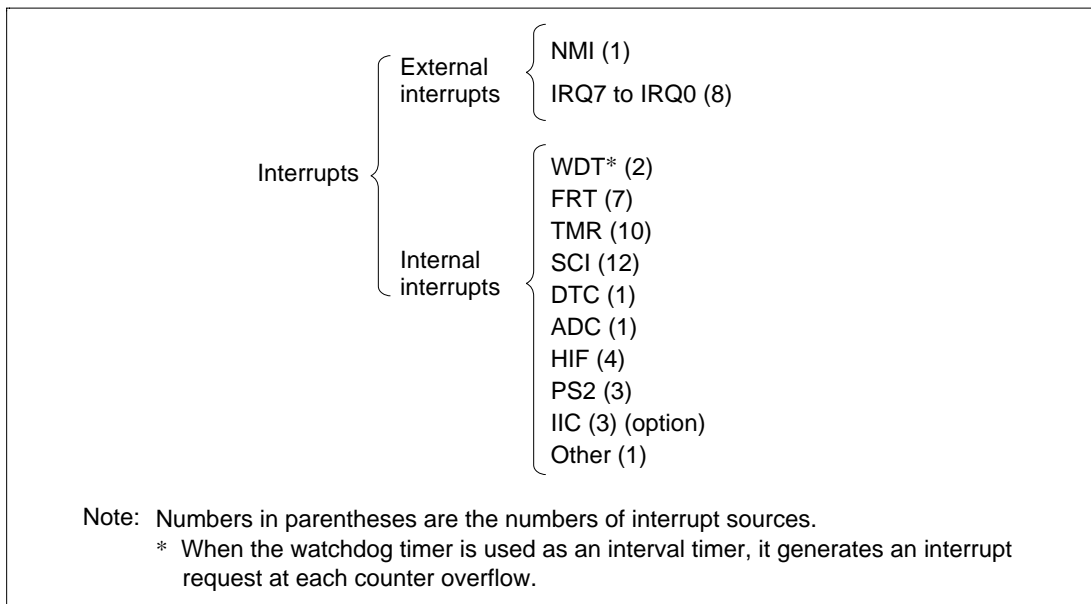 Interrupts
External
interrupts
NMI (1)
IRQ7 to IRQ0 (8)
Internal
interrupts
WDT* (2)
FRT (7)
TMR (10)
SCI (12)
DTC (1)
ADC (1)
HIF (4)
PS2 (3)
IIC (3) (option)
Other (1)
Note: Numbers in parentheses are the numbers of interrupt sources.
* When the watchdog timer is used as an interval timer, it generates an interrupt
request at each counter overflow.